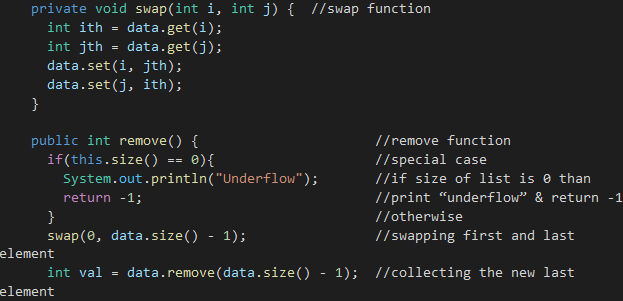 private void swap(int i, int j) {  //swap function
int ith = data.get(i);
int jth = data.get(j);
data.set(i, jth);
data.set(j, ith);
}
public int remove() {                      //remove function
if(this.size() == 0){                    //special case
System.out.println("Underflow");       //if size of list is 0 than
return -1;                             //print “underflow” & return -1
}                                        //otherwise
swap(0, data.size() - 1);                //swapping first and last
element
int val = data.remove(data.size() - 1);  //collecting the new last
element